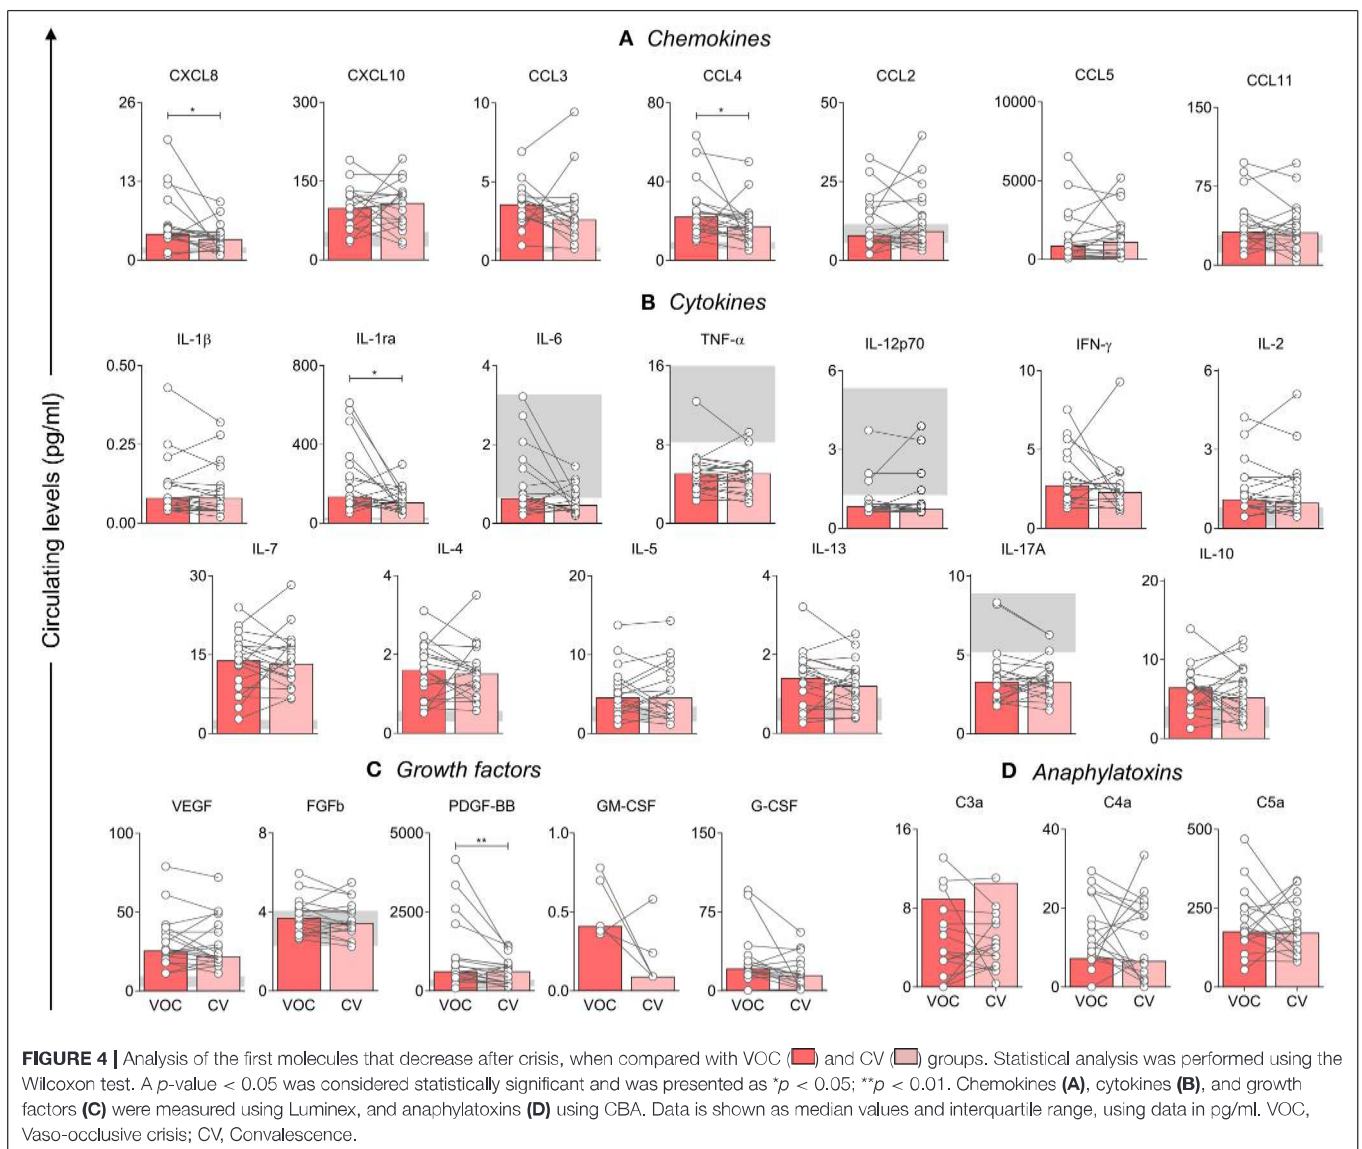 Circulating levels (pg/ml)
A Chemokines
CXCL8 CXCL10 CCL3 CCL4 CCL2 CCL5 CCL11
26 13 0 *
300 150 0
10 5 0
80 40 0 *
50 25 0
10000 5000 0
150 75 0
B Cytokines
IL-1β IL-1ra IL-6 TNF-α IL-12p70 IFN-γ IL-2
0.50 0.25 0.00
800 400 0 *
4 2 0
16 8 0
6 3 0
10 5 0
6 3 0
IL-7 IL-4 IL-5 IL-13 IL-17A IL-10
30 15 0
4 2 0
20 10 0
4 2 0
10 5 0
20 10 0
C Growth factors
VEGF FGFb PDGF-BB GM-CSF G-CSF
100 50 0
8 4 0
5000 2500 0 **
1.0 0.5 0.0
150 75 0
VOC CV VOC CV VOC CV VOC CV VOC CV
D Anaphylatoxins
C3a C4a C5a
16 8 0
40 20 0
500 250 0
VOC CV VOC CV VOC CV
FIGURE 4 | Analysis of the first molecules that decrease after crisis, when compared with VOC ( ) and CV ( ) groups. Statistical analysis was performed using the
Wilcoxon test. A p-value < 0.05 was considered statistically significant and was presented as *p < 0.05; **p < 0.01. Chemokines (A), cytokines (B), and growth
factors (C) were measured using Luminex, and anaphylatoxins (D) using CBA. Data is shown as median values and interquartile range, using data in pg/ml. VOC,
Vaso-occlusive crisis; CV, Convalescence.